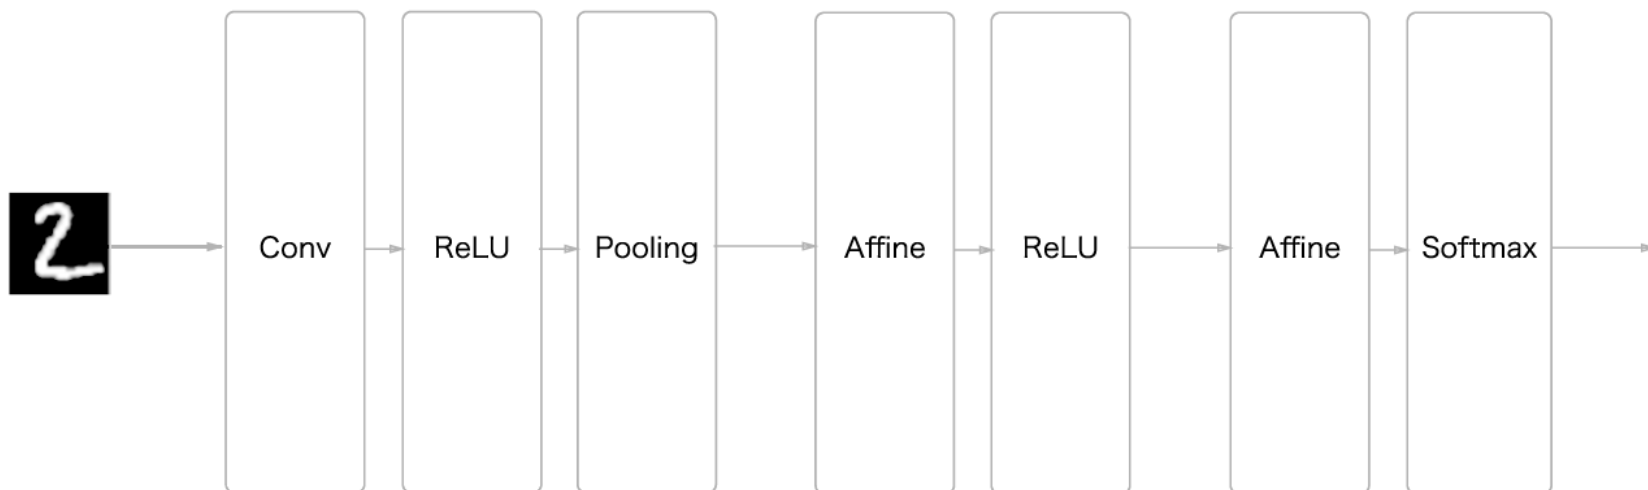 2
Conv
ReLU
Pooling
Affine
ReLU
Affine
Softmax